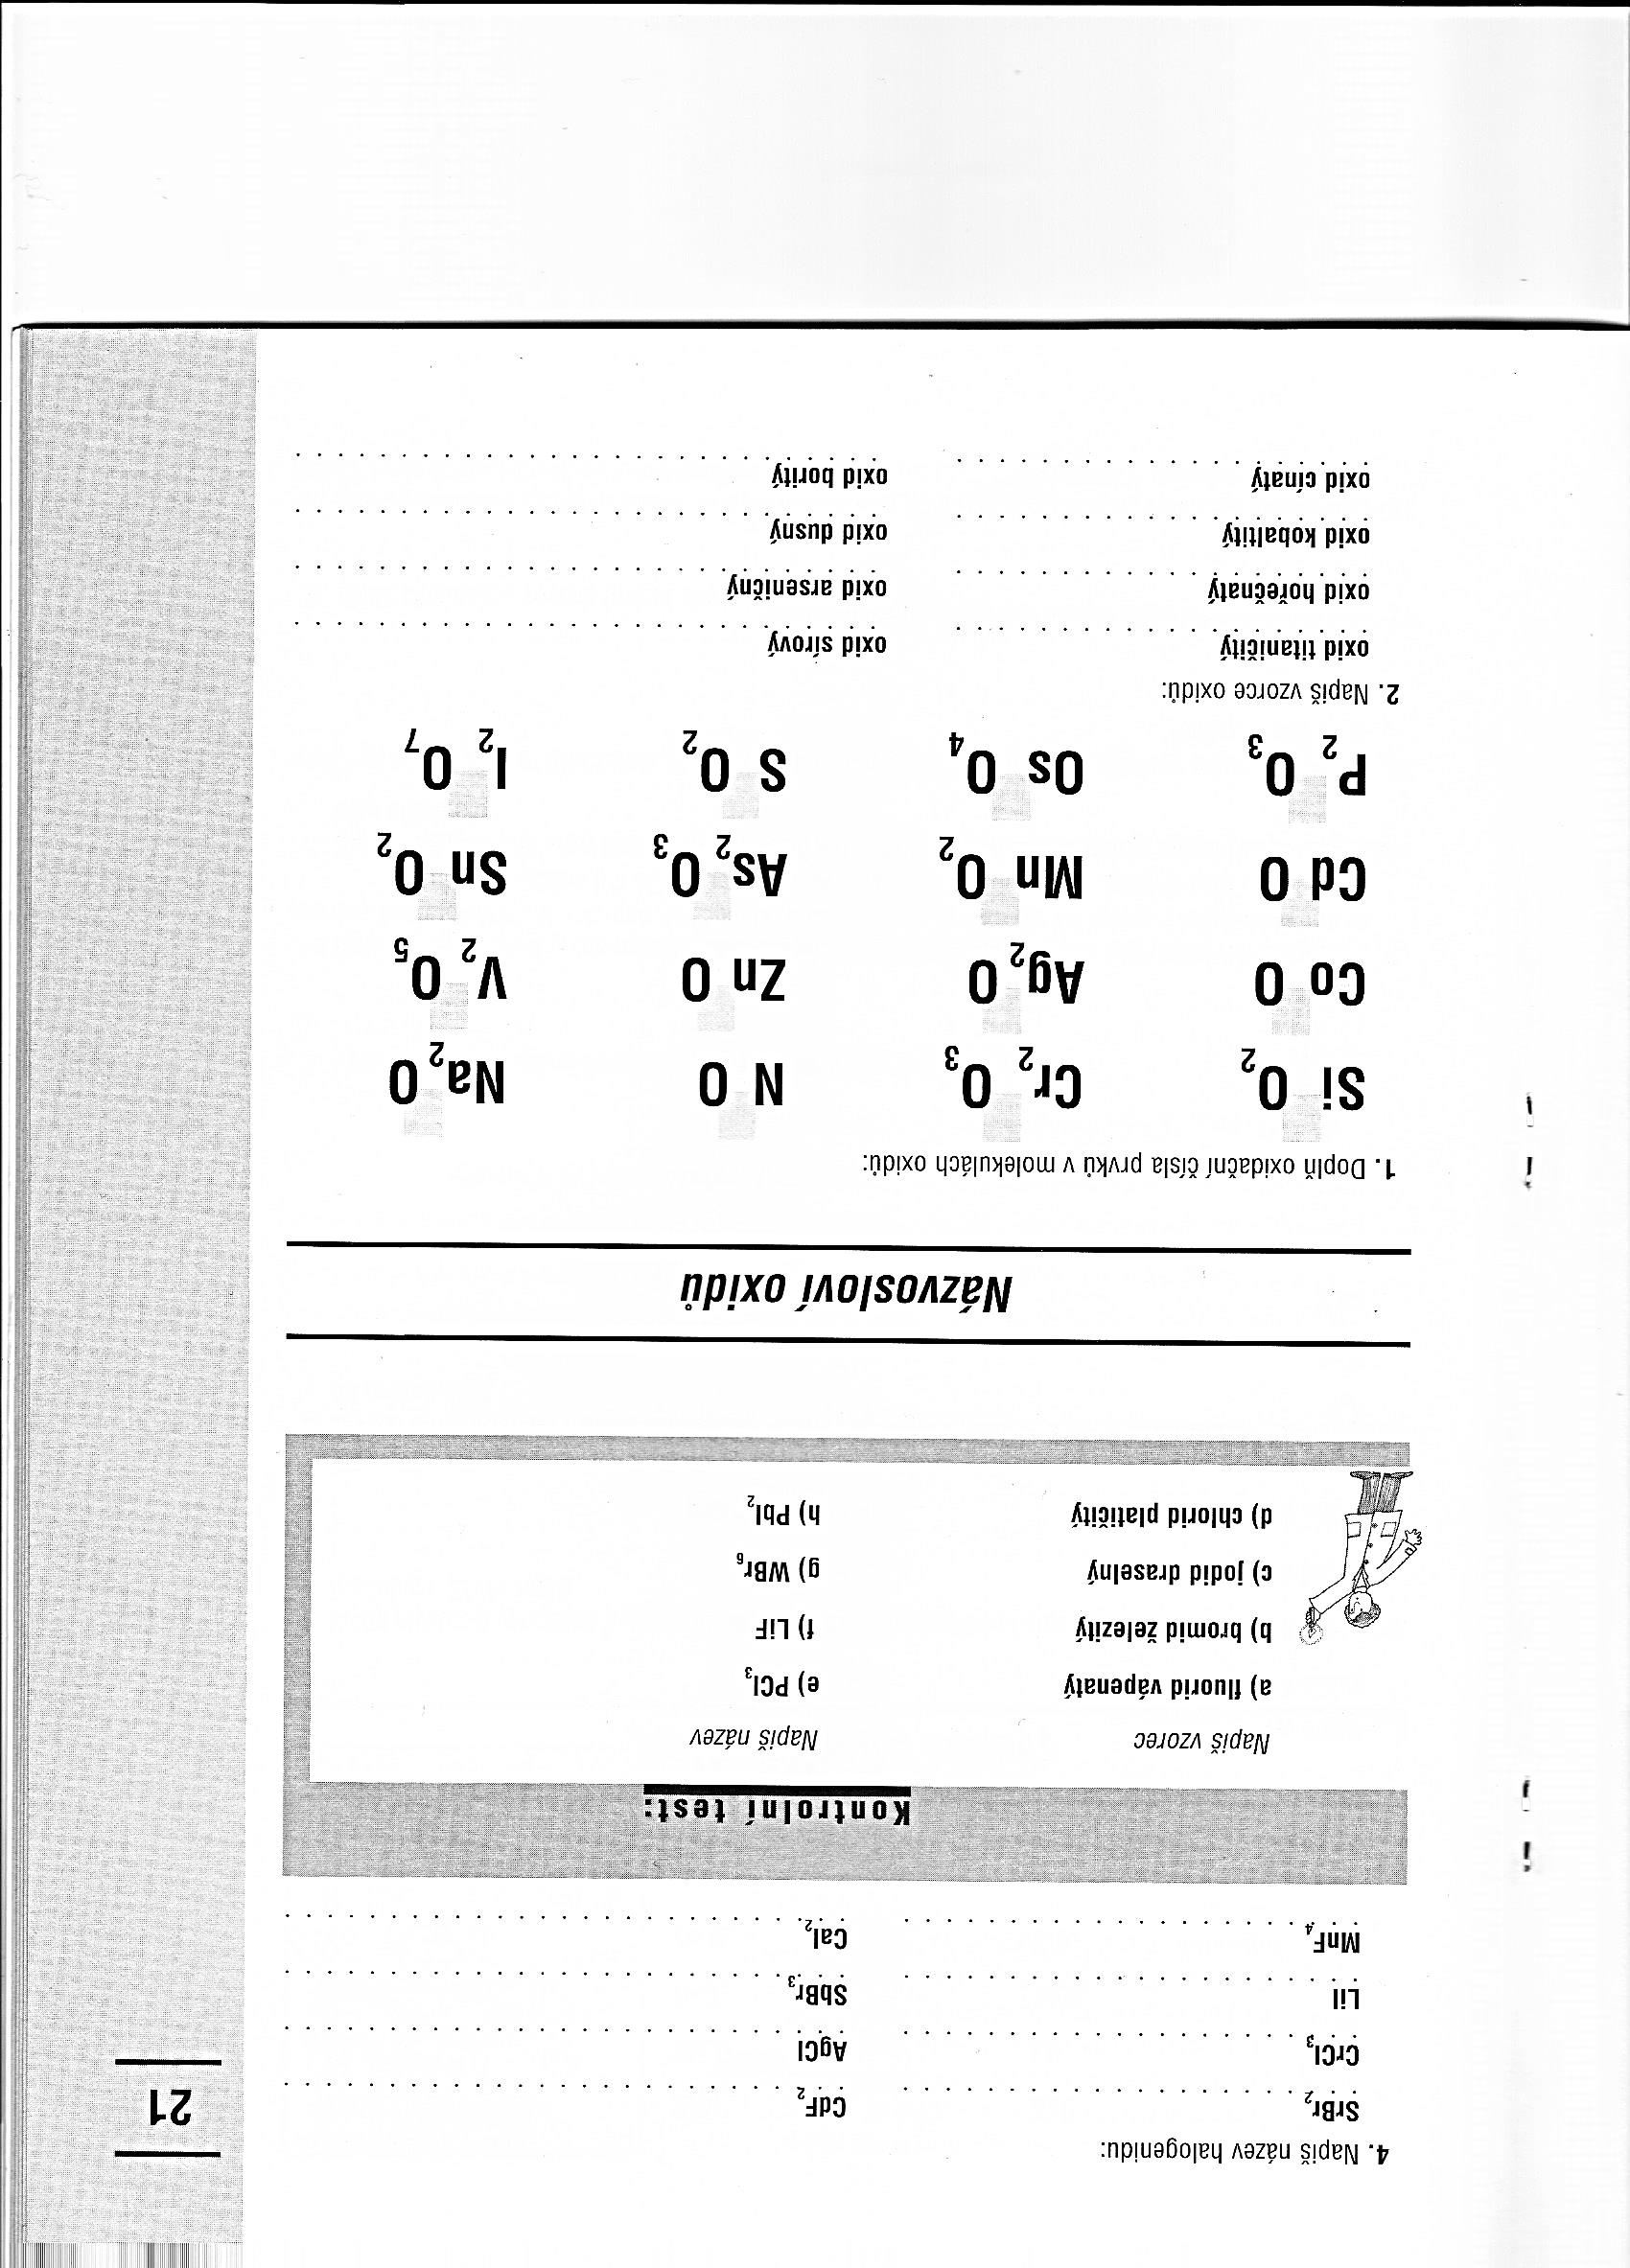 21
4. Napiš název halogenidu:
SrBr₂ . . . . . . . . . . . . . . . . . . . . CdF₂ . . . . . . . . . . . . . . . . . . . . . . . .
CrCl₃ . . . . . . . . . . . . . . . . . . . . AgCl . . . . . . . . . . . . . . . . . . . . . . . .
LiI . . . . . . . . . . . . . . . . . . . . SbBr₃ . . . . . . . . . . . . . . . . . . . . . . . .
MnF₄ . . . . . . . . . . . . . . . . . . . . CaI₂ . . . . . . . . . . . . . . . . . . . . . . . .
Kontrolní test:
Napiš vzorec Napiš název
a) fluorid vápenatý e) PCl₃
b) bromid železitý f) LiF
c) jodid draselný g) WBr₆
d) chlorid platičitý h) PbI₂
Názvosloví oxidů
1. Doplň oxidační čísla prvků v molekulách oxidů:
Si O₂ Cr₂ O₃ N O Na₂ O
Co O Ag₂ O Zn O V₂ O₅
Cd O Mn O₂ As₂ O₃ Sn O₂
P₂ O₃ Os O₄ S O₂ I₂ O₇
2. Napiš vzorce oxidů:
oxid titaničitý . . . . . . . . . . . . . . . . . . . . oxid sírový . . . . . . . . . . . . . . . . . . . . . . . .
oxid hořečnatý . . . . . . . . . . . . . . . . . . . . oxid arseničný . . . . . . . . . . . . . . . . . . . . . . . .
oxid kobaltitý . . . . . . . . . . . . . . . . . . . . oxid dusný . . . . . . . . . . . . . . . . . . . . . . . .
oxid cínatý . . . . . . . . . . . . . . . . . . . . oxid boritý . . . . . . . . . . . . . . . . . . . . . . . .